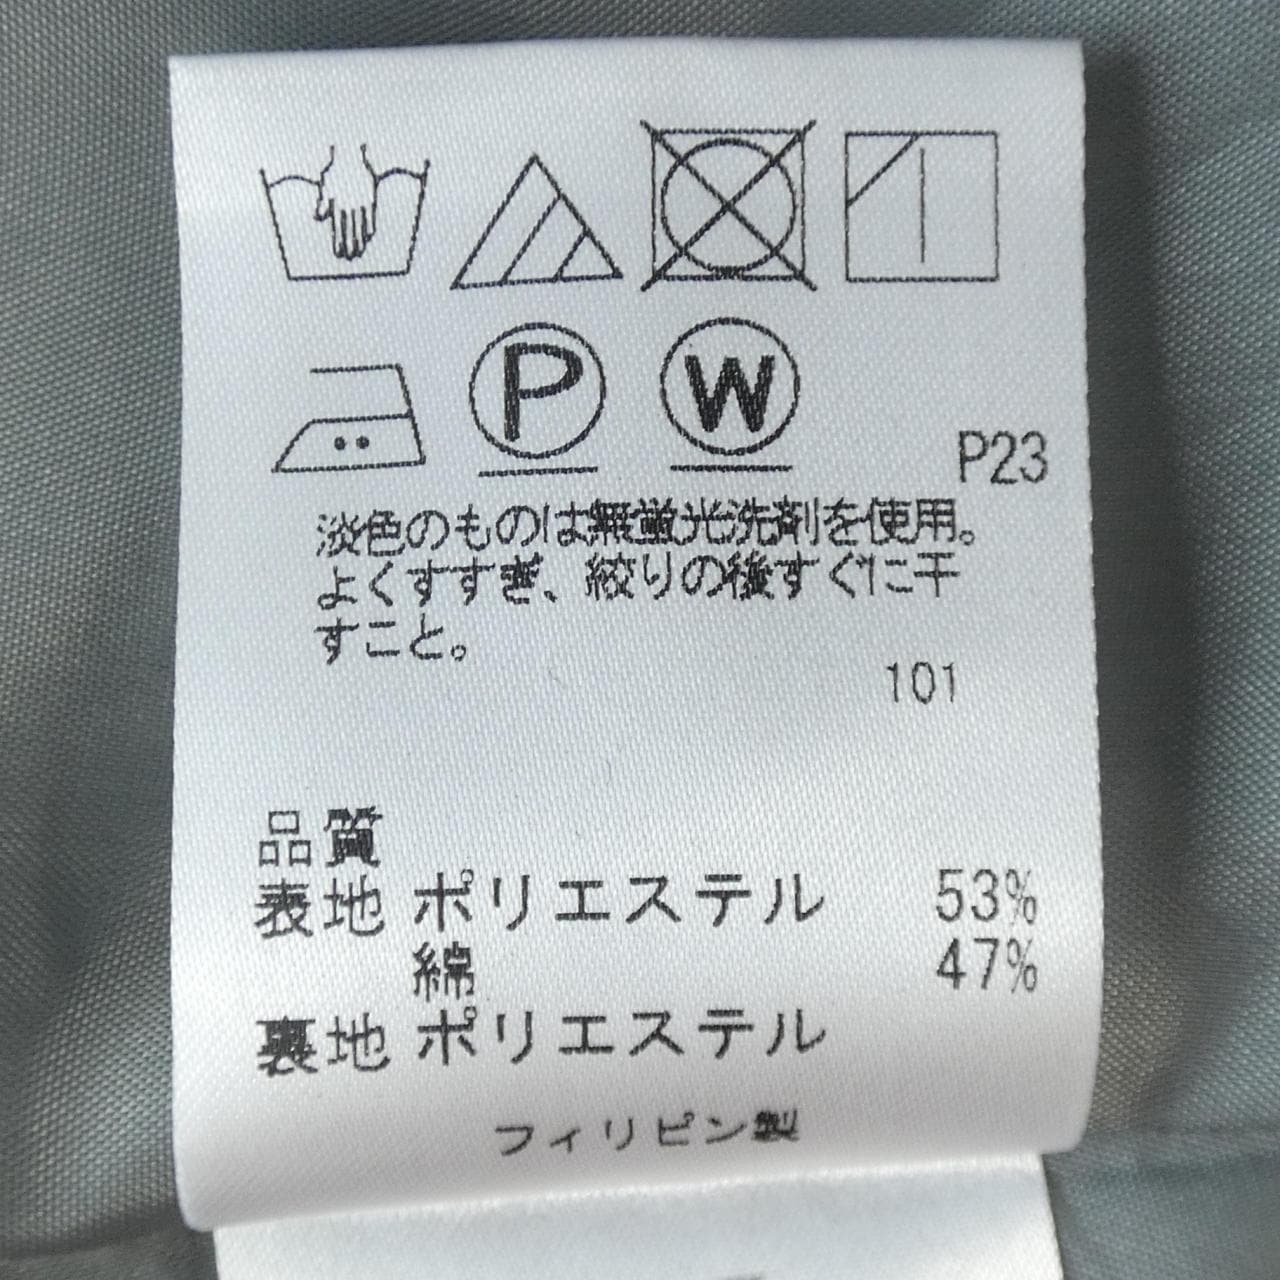 P W
P23
淡色のものは無蛍光洗剤を使用。
よくすすぎ、絞りの後すぐに干
すこと。
101
品質
表地 ポリエステル 53%
綿 47%
裏地 ポリエステル
フィリピン製